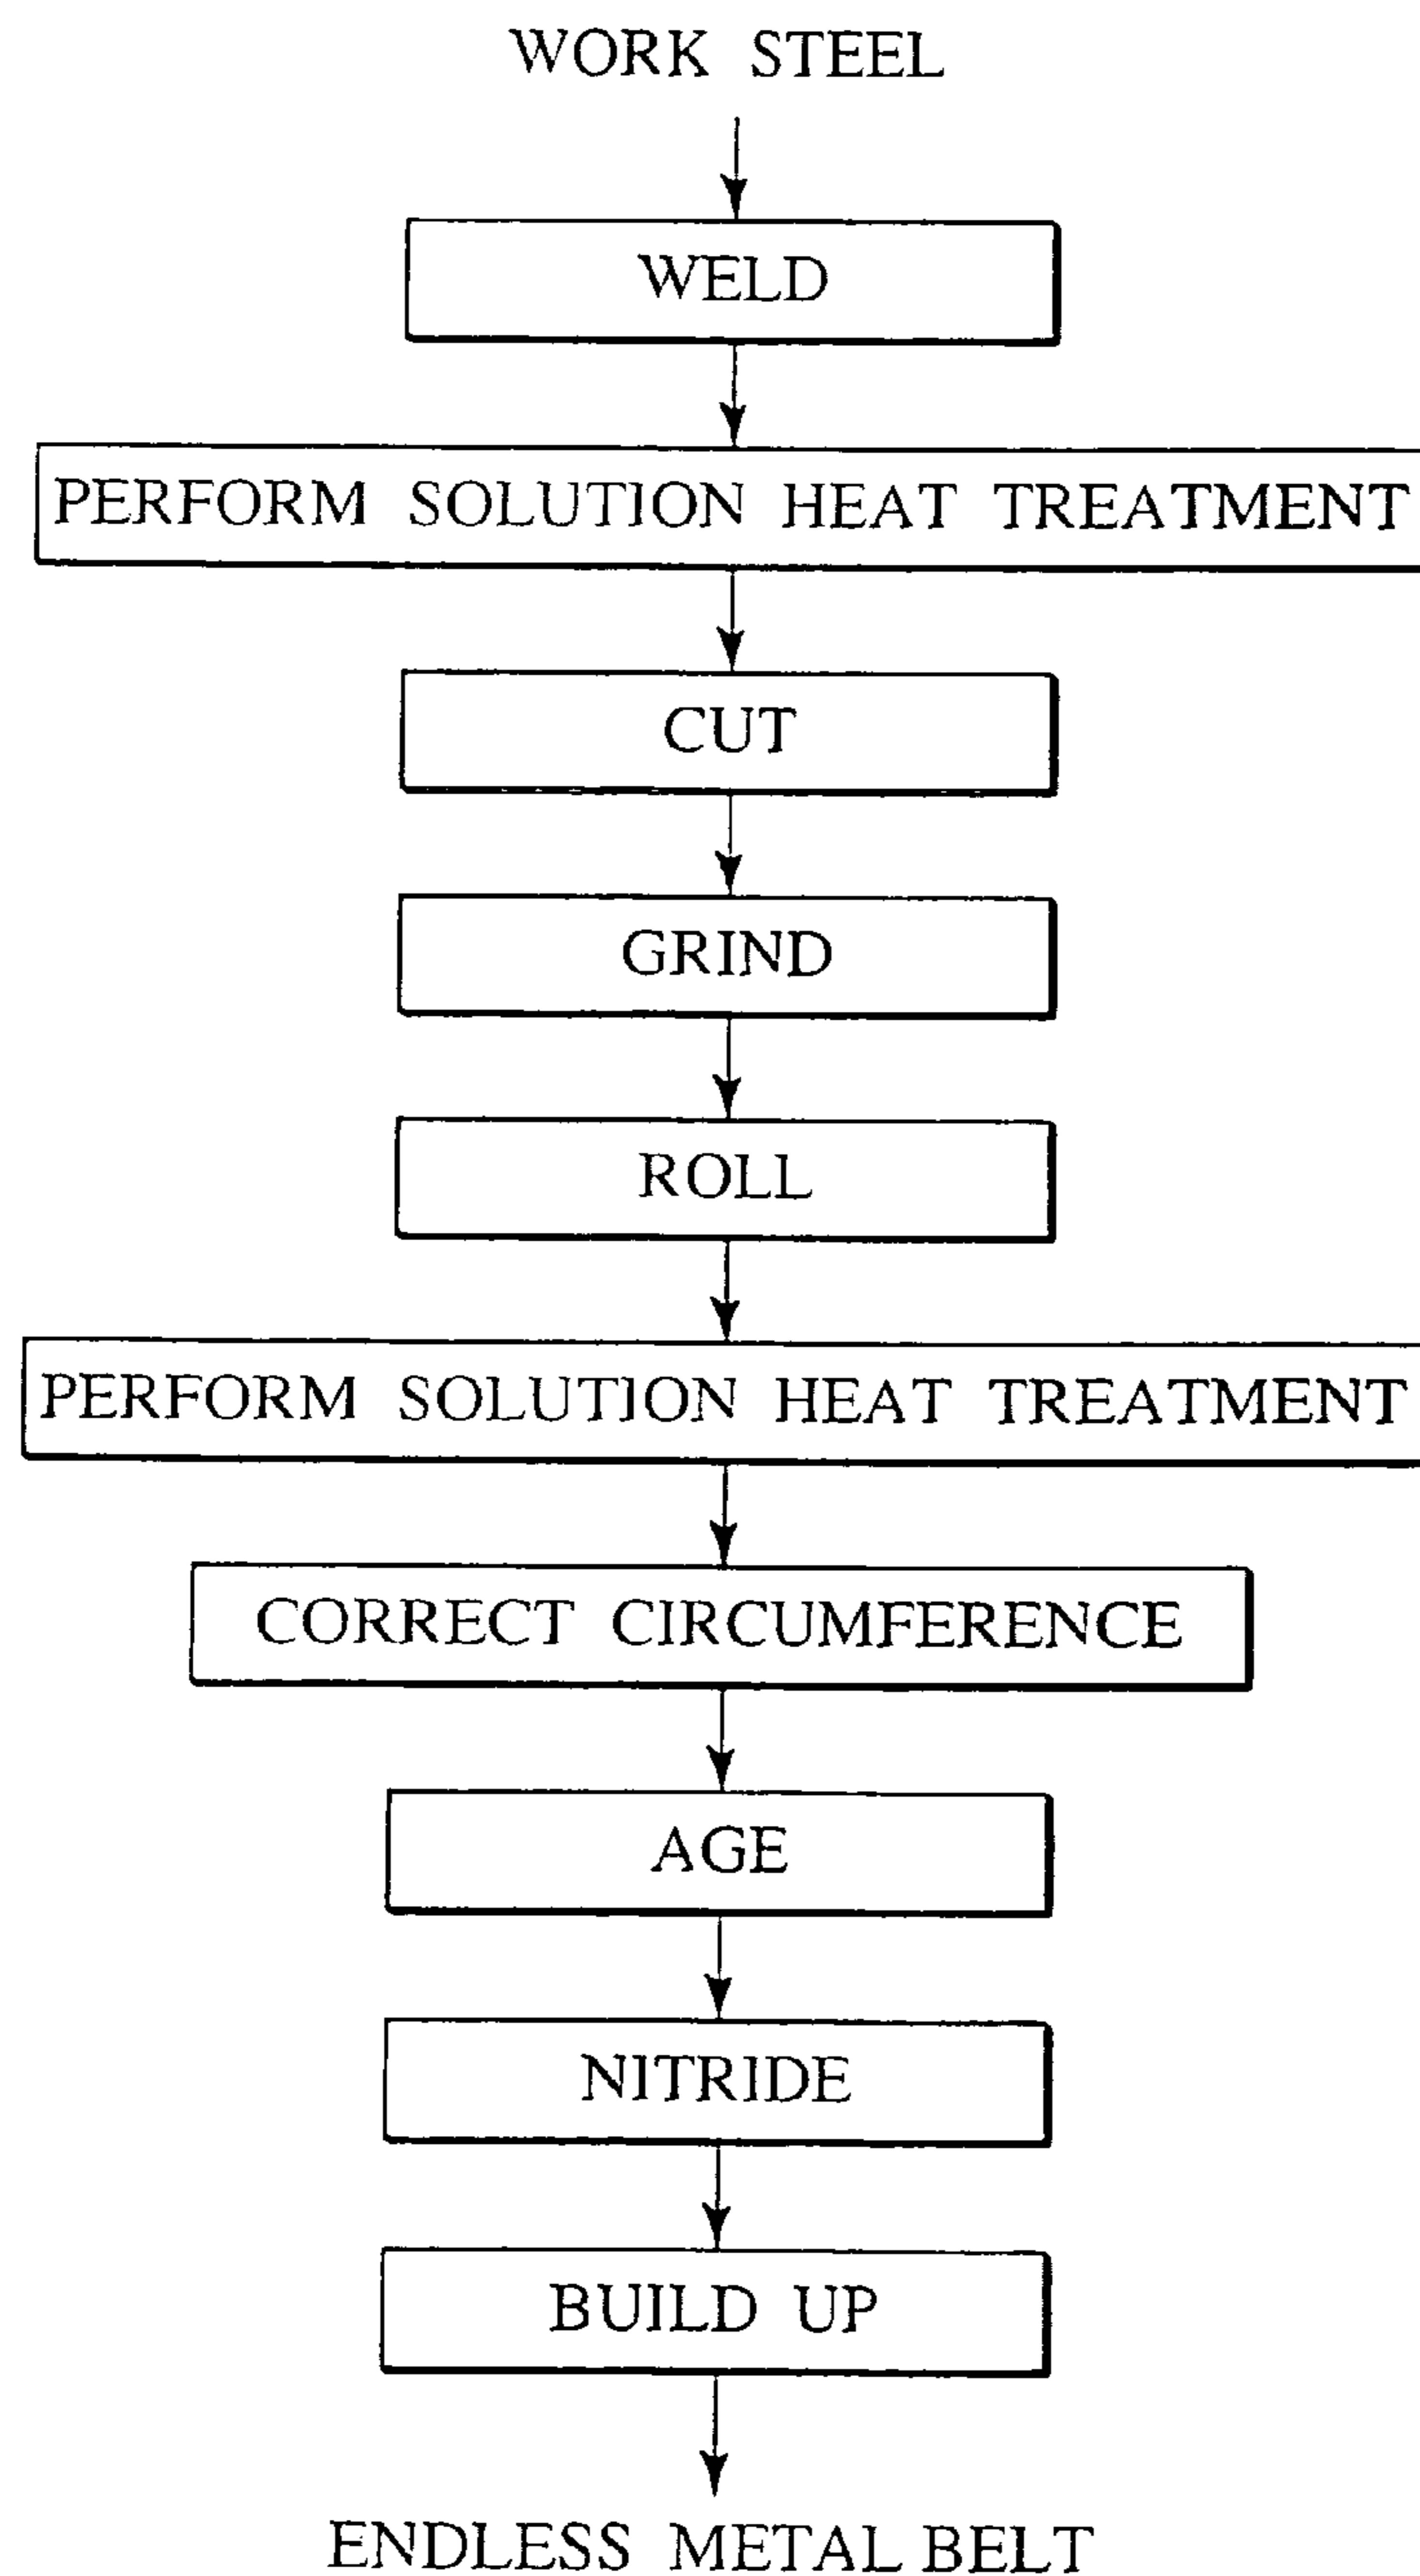 WORK STEEL
WELD
PERFORM SOLUTION HEAT TREATMENT
CUT
GRIND
ROLL
PERFORM SOLUTION HEAT TREATMENT
CORRECT CIRCUMFERENCE
AGE
NITRIDE
BUILD UP
ENDLESS METAL BELT